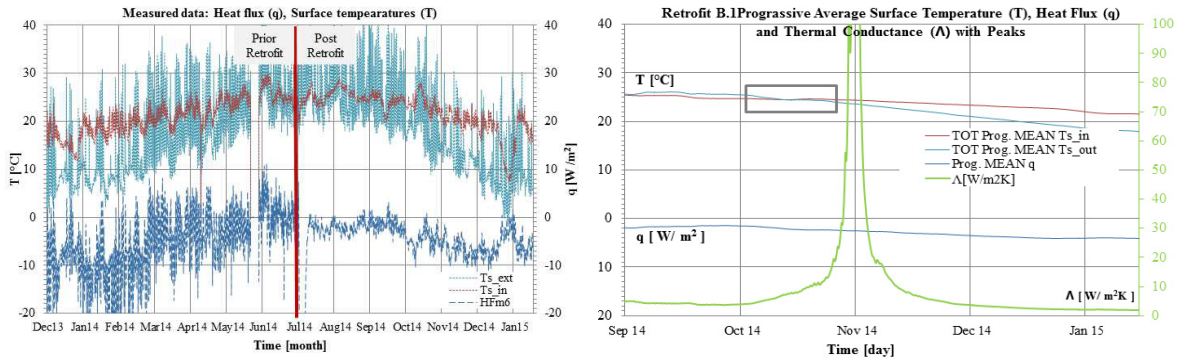 Measured data: Heat flux (q), Surface tempearatures (T)
Prior Retrofit
Post Retrofit
T [°C]
q [W /m²]
40
30
20
10
0
-10
-20
40
30
20
10
0
-10
-20
Ts_ext
Ts_in
HFm6
Dec13 Jan14 Feb14 Mar14 Apr14 May14 Jun14 Jul14 Aug14 Sep14 Oct14 Nov14 Dec14 Jan15
Time [month]
Retrofit B.1Prograssive Average Surface Temperature (T), Heat Flux (q)
and Thermal Conductance (Λ) with Peaks
T [°C]
40
30
20
10
0
10
20
100
90
80
70
60
50
40
30
20
10
0
TOT Prog. MEAN Ts_in
TOT Prog. MEAN Ts_out
Prog. MEAN q
Λ[W/m2K]
q [ W/ m² ]
Λ [ W/ m²K ]
Sep 14 Oct 14 Nov 14 Dec 14 Jan 15
Time [day]